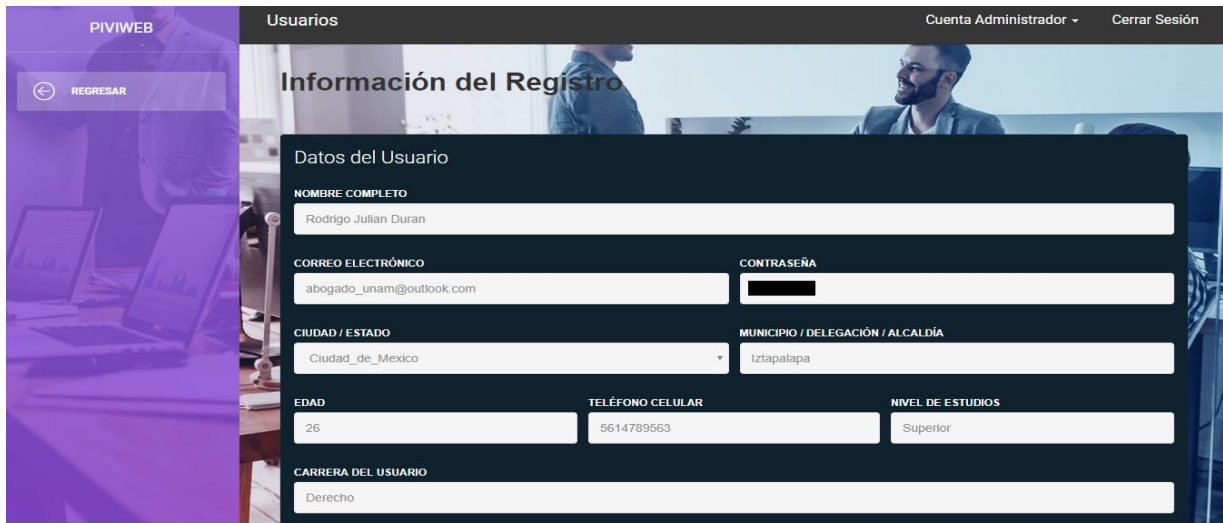 PIVIWEB
REGRESAR
Usuarios
Cuenta Administrador
Cerrar Sesión
Información del Registro
Datos del Usuario
NOMBRE COMPLETO
Rodrigo Julian Duran
CORREO ELECTRÓNICO
CONTRASEÑA
abogado_unam@outlook.com
CIUDAD / ESTADO
MUNICIPIO / DELEGACIÓN / ALCALDÍA
Ciudad_de_Mexico
Iztapalapa
EDAD
TELÉFONO CELULAR
NIVEL DE ESTUDIOS
26
5614789563
Superior
CARRERA DEL USUARIO
Derecho